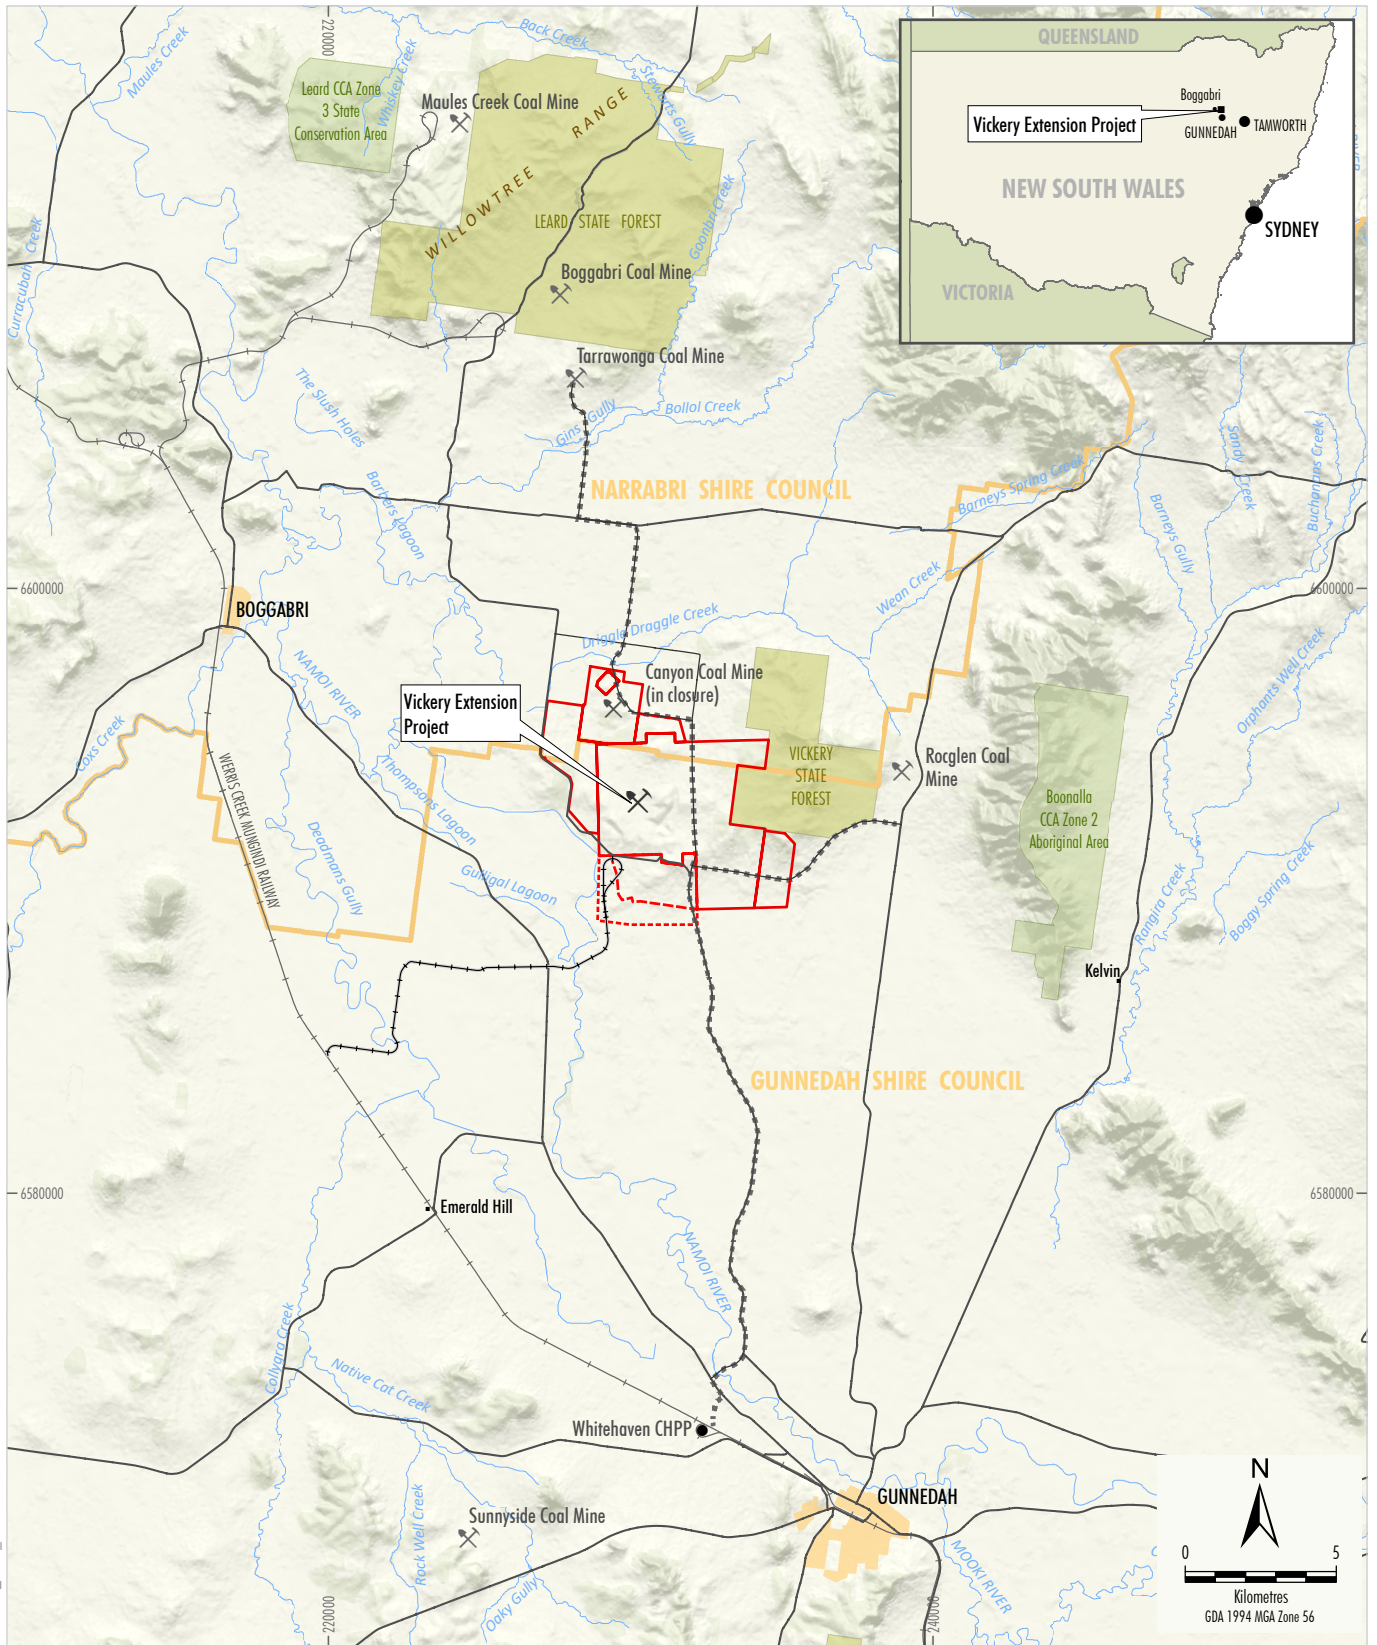 220000
Back Creek
Maules Creek
Whiskey Creek
Stewarts Gully
Leard CCA Zone
3 State
Conservation Area
Maules Creek Coal Mine
WILLOWTREE RANGE
LEARD STATE FOREST
Goonbri Creek
Boggabri Coal Mine
Curracubah Creek
Tarrawonga Coal Mine
The Slush Holes
Gins Gully
Bollol Creek
QUEENSLAND
Boggabri
Vickery Extension Project
GUNNEDAH
TAMWORTH
NEW SOUTH WALES
SYDNEY
VICTORIA
Barbers Lagoon
NARRABRI SHIRE COUNCIL
Barneys Spring Creek
Sandy Creek
Buchanans Creek
Barneys Gully
6600000
6600000
BOGGABRI
Wean Creek
Driggle Draggle Creek
Orphants Well Creek
NAMOI RIVER
Canyon Coal Mine
(in closure)
Vickery Extension
Project
Coxs Creek
WERRIS CREEK MUNGINDI RAILWAY
Thompsons Lagoon
VICKERY
STATE
FOREST
Rocglen Coal
Mine
Boonalla
CCA Zone 2
Aboriginal Area
Deadmans Gully
Gulligal Lagoon
Rangira Creek
Boggy Spring Creek
Kelvin
GUNNEDAH SHIRE COUNCIL
6580000
6580000
Emerald Hill
NAMOI RIVER
Collygra Creek
Native Cat Creek
Whitehaven CHPP
Rock Well Creek
Sunnyside Coal Mine
GUNNEDAH
Oaky Gully
MOOKI RIVER
220000
240000
N
0 5
Kilometres
GDA 1994 MGA Zone 56